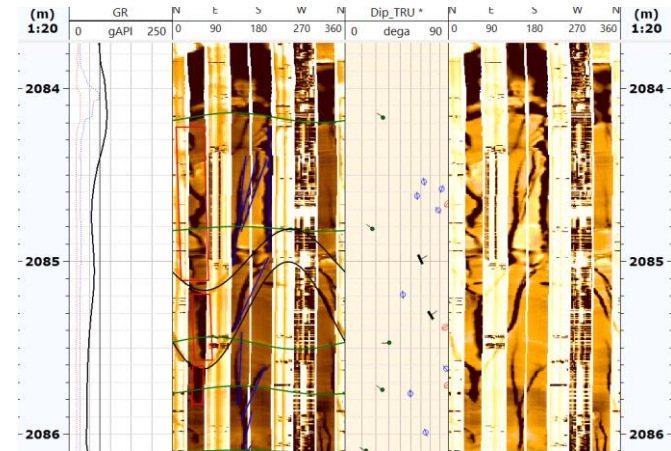 (m) GR N E S W N Dip_TRU * N E S W N (m)
1:20 0 gAPI 250 0 90 180 270 360 0 dega 90 0 90 180 270 360 1:20
2084 2084
2085 2085
2086 2086